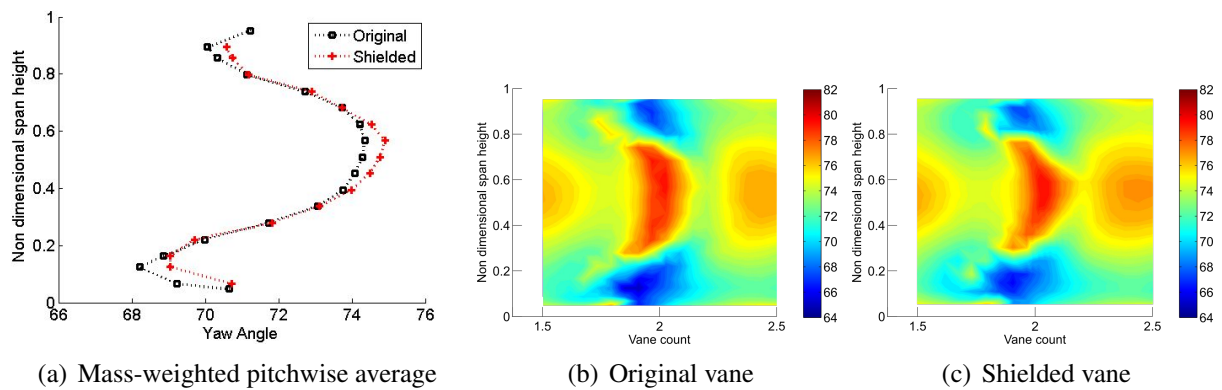 1
0.8
0.6
0.4
0.2
0
Non dimensional span height
66 68 70 72 74 76
Yaw Angle
Original
Shielded
(a) Mass-weighted pitchwise average
1
0.8
0.6
0.4
0.2
0
Non dimensional span height
1.5 2 2.5
Vane count
82
80
78
76
74
72
70
68
66
64
(b) Original vane
1
0.8
0.6
0.4
0.2
0
Non dimensional span height
1.5 2 2.5
Vane count
82
80
78
76
74
72
70
68
66
64
(c) Shielded vane